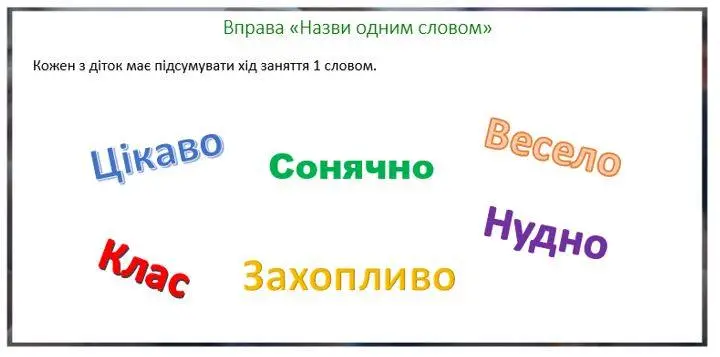 Вправа «Назви одним словом»
Кожен з діток має підсумувати хід заняття 1 словом.
Цікаво
Сонячно
Весело
Клас
Захопливо
Нудно